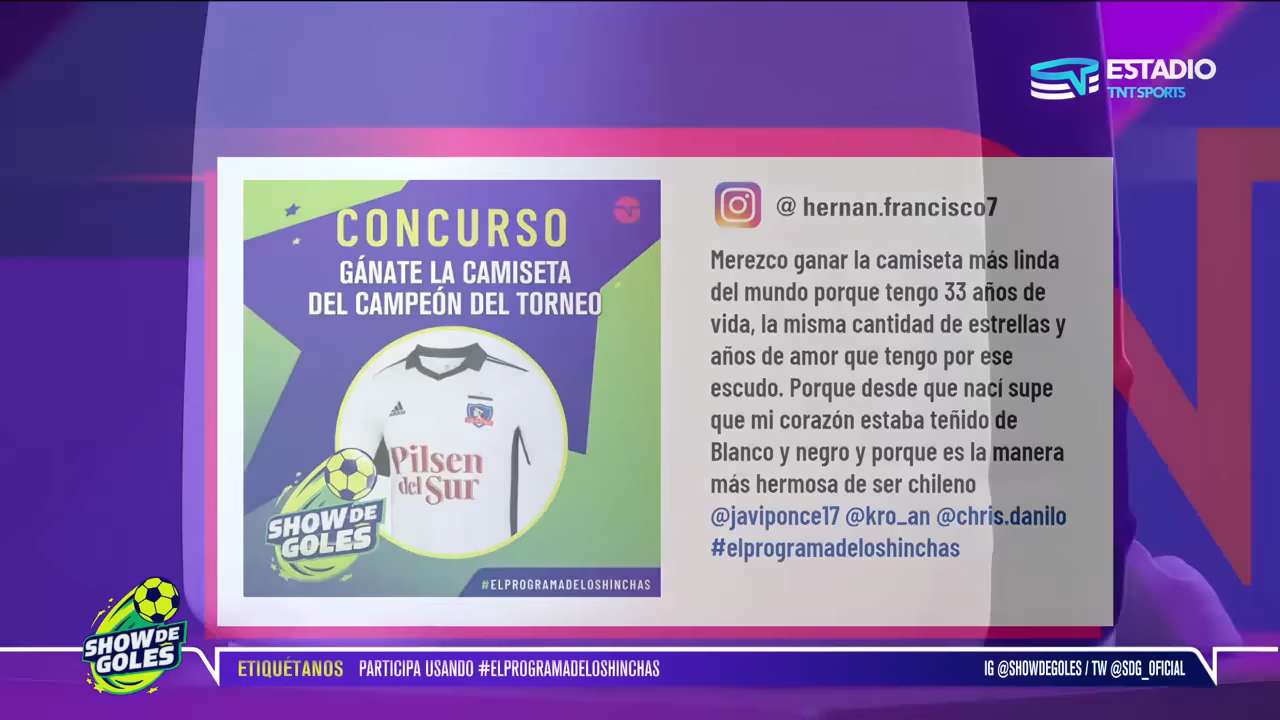 ESTADIO
TNT SPORTS
CONCURSO
GÁNATE LA CAMISETA
DEL CAMPEÓN DEL TORNEO
Pilsen
del Sur
SHOW DE
GOLES
#ELPROGRAMADELOSHINCHAS
@ hernan.francisco7
Merezco ganar la camiseta más linda
del mundo porque tengo 33 años de
vida, la misma cantidad de estrellas y
años de amor que tengo por ese
escudo. Porque desde que nací supe
que mi corazón estaba teñido de
Blanco y negro y porque es la manera
más hermosa de ser chileno
@javiponce17 @kro_an @chris.danilo
#elprogramadeloshinchas
SHOW DE
GOLES
ETIQUÉTANOS PARTICIPA USANDO #ELPROGRAMADELOSHINCHAS
IG @SHOWDEGOLES / TW @SDG_OFICIAL